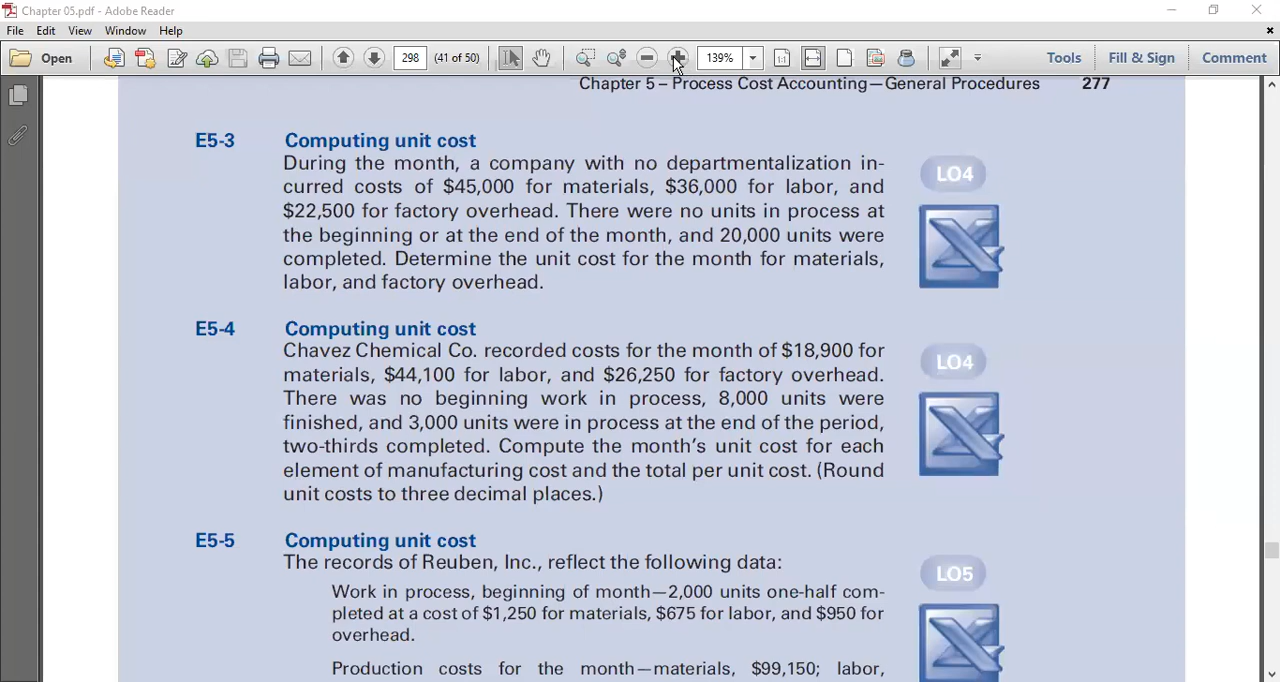 Chapter 05.pdf - Adobe Reader
File Edit View Window Help
Open 298 (41 of 50) 139% Tools Fill & Sign Comment
Chapter 5 – Process Cost Accounting—General Procedures 277
E5-3 Computing unit cost
During the month, a company with no departmentalization in-
curred costs of $45,000 for materials, $36,000 for labor, and
$22,500 for factory overhead. There were no units in process at
the beginning or at the end of the month, and 20,000 units were
completed. Determine the unit cost for the month for materials,
labor, and factory overhead.
LO4
E5-4 Computing unit cost
Chavez Chemical Co. recorded costs for the month of $18,900 for
materials, $44,100 for labor, and $26,250 for factory overhead.
There was no beginning work in process, 8,000 units were
finished, and 3,000 units were in process at the end of the period,
two-thirds completed. Compute the month's unit cost for each
element of manufacturing cost and the total per unit cost. (Round
unit costs to three decimal places.)
LO4
E5-5 Computing unit cost
The records of Reuben, Inc., reflect the following data:
Work in process, beginning of month—2,000 units one-half com-
pleted at a cost of $1,250 for materials, $675 for labor, and $950 for
overhead.
Production costs for the month—materials, $99,150; labor,
LO5